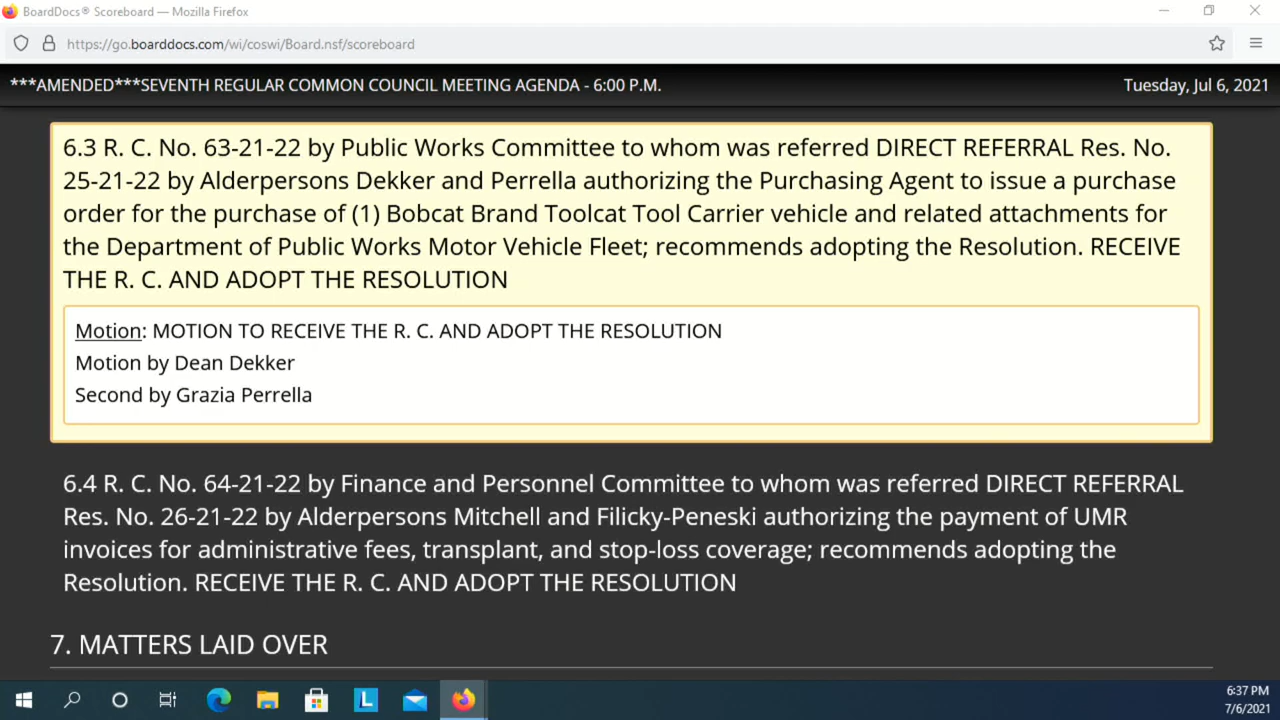 BoardDocs® Scoreboard — Mozilla Firefox
https://go.boarddocs.com/wi/coswi/Board.nsf/scoreboard
***AMENDED***SEVENTH REGULAR COMMON COUNCIL MEETING AGENDA - 6:00 P.M. Tuesday, Jul 6, 2021
6.3 R. C. No. 63-21-22 by Public Works Committee to whom was referred DIRECT REFERRAL Res. No.
25-21-22 by Alderpersons Dekker and Perrella authorizing the Purchasing Agent to issue a purchase
order for the purchase of (1) Bobcat Brand Toolcat Tool Carrier vehicle and related attachments for
the Department of Public Works Motor Vehicle Fleet; recommends adopting the Resolution. RECEIVE
THE R. C. AND ADOPT THE RESOLUTION
Motion: MOTION TO RECEIVE THE R. C. AND ADOPT THE RESOLUTION
Motion by Dean Dekker
Second by Grazia Perrella
6.4 R. C. No. 64-21-22 by Finance and Personnel Committee to whom was referred DIRECT REFERRAL
Res. No. 26-21-22 by Alderpersons Mitchell and Filicky-Peneski authorizing the payment of UMR
invoices for administrative fees, transplant, and stop-loss coverage; recommends adopting the
Resolution. RECEIVE THE R. C. AND ADOPT THE RESOLUTION
7. MATTERS LAID OVER
L
6:37 PM
7/6/2021